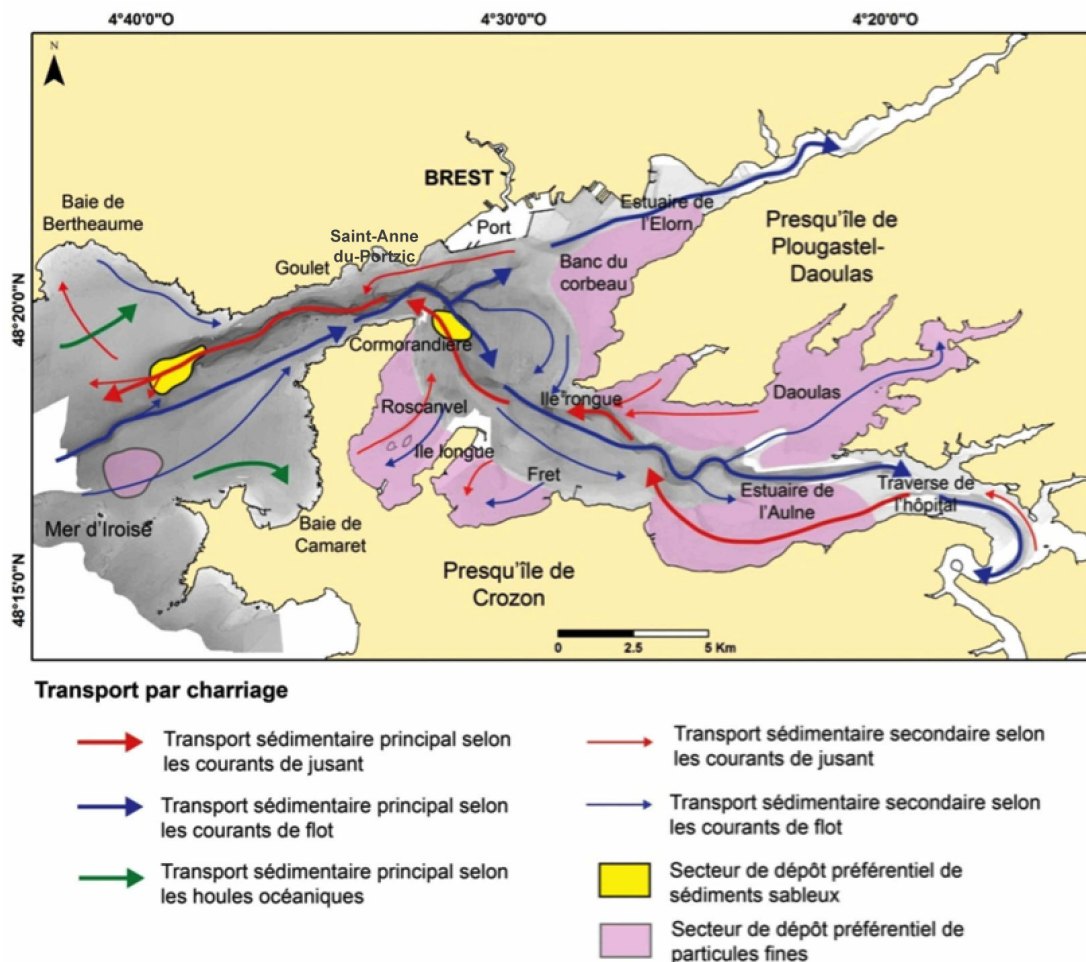 4°40'0"O
4°30'0"O
4°20'0"O
N
48°20'0"N
48°15'0"N
BREST
Baie de
Bertheaume
Saint-Anne
du-Portzic
Port
Estuaire de
l'Elorn
Presqu'île de
Plougastel-
Daoulas
Goulet
Banc du
corbeau
Cormorandière
Roscanvel
Ile rongue
Daoulas
Ile longue
Fret
Estuaire de
l'Aulne
Traverse de
l'hôpital
Mer d'Iroise
Baie de
Camaret
Presqu'île de
Crozon
0 2.5 5 Km
Transport par charriage
Transport sédimentaire principal selon
les courants de jusant
Transport sédimentaire principal selon
les courants de flot
Transport sédimentaire principal selon
les houles océaniques
Transport sédimentaire secondaire selon
les courants de jusant
Transport sédimentaire secondaire selon
les courants de flot
Secteur de dépôt préférentiel de
sédiments sableux
Secteur de dépôt préférentiel de
particules fines